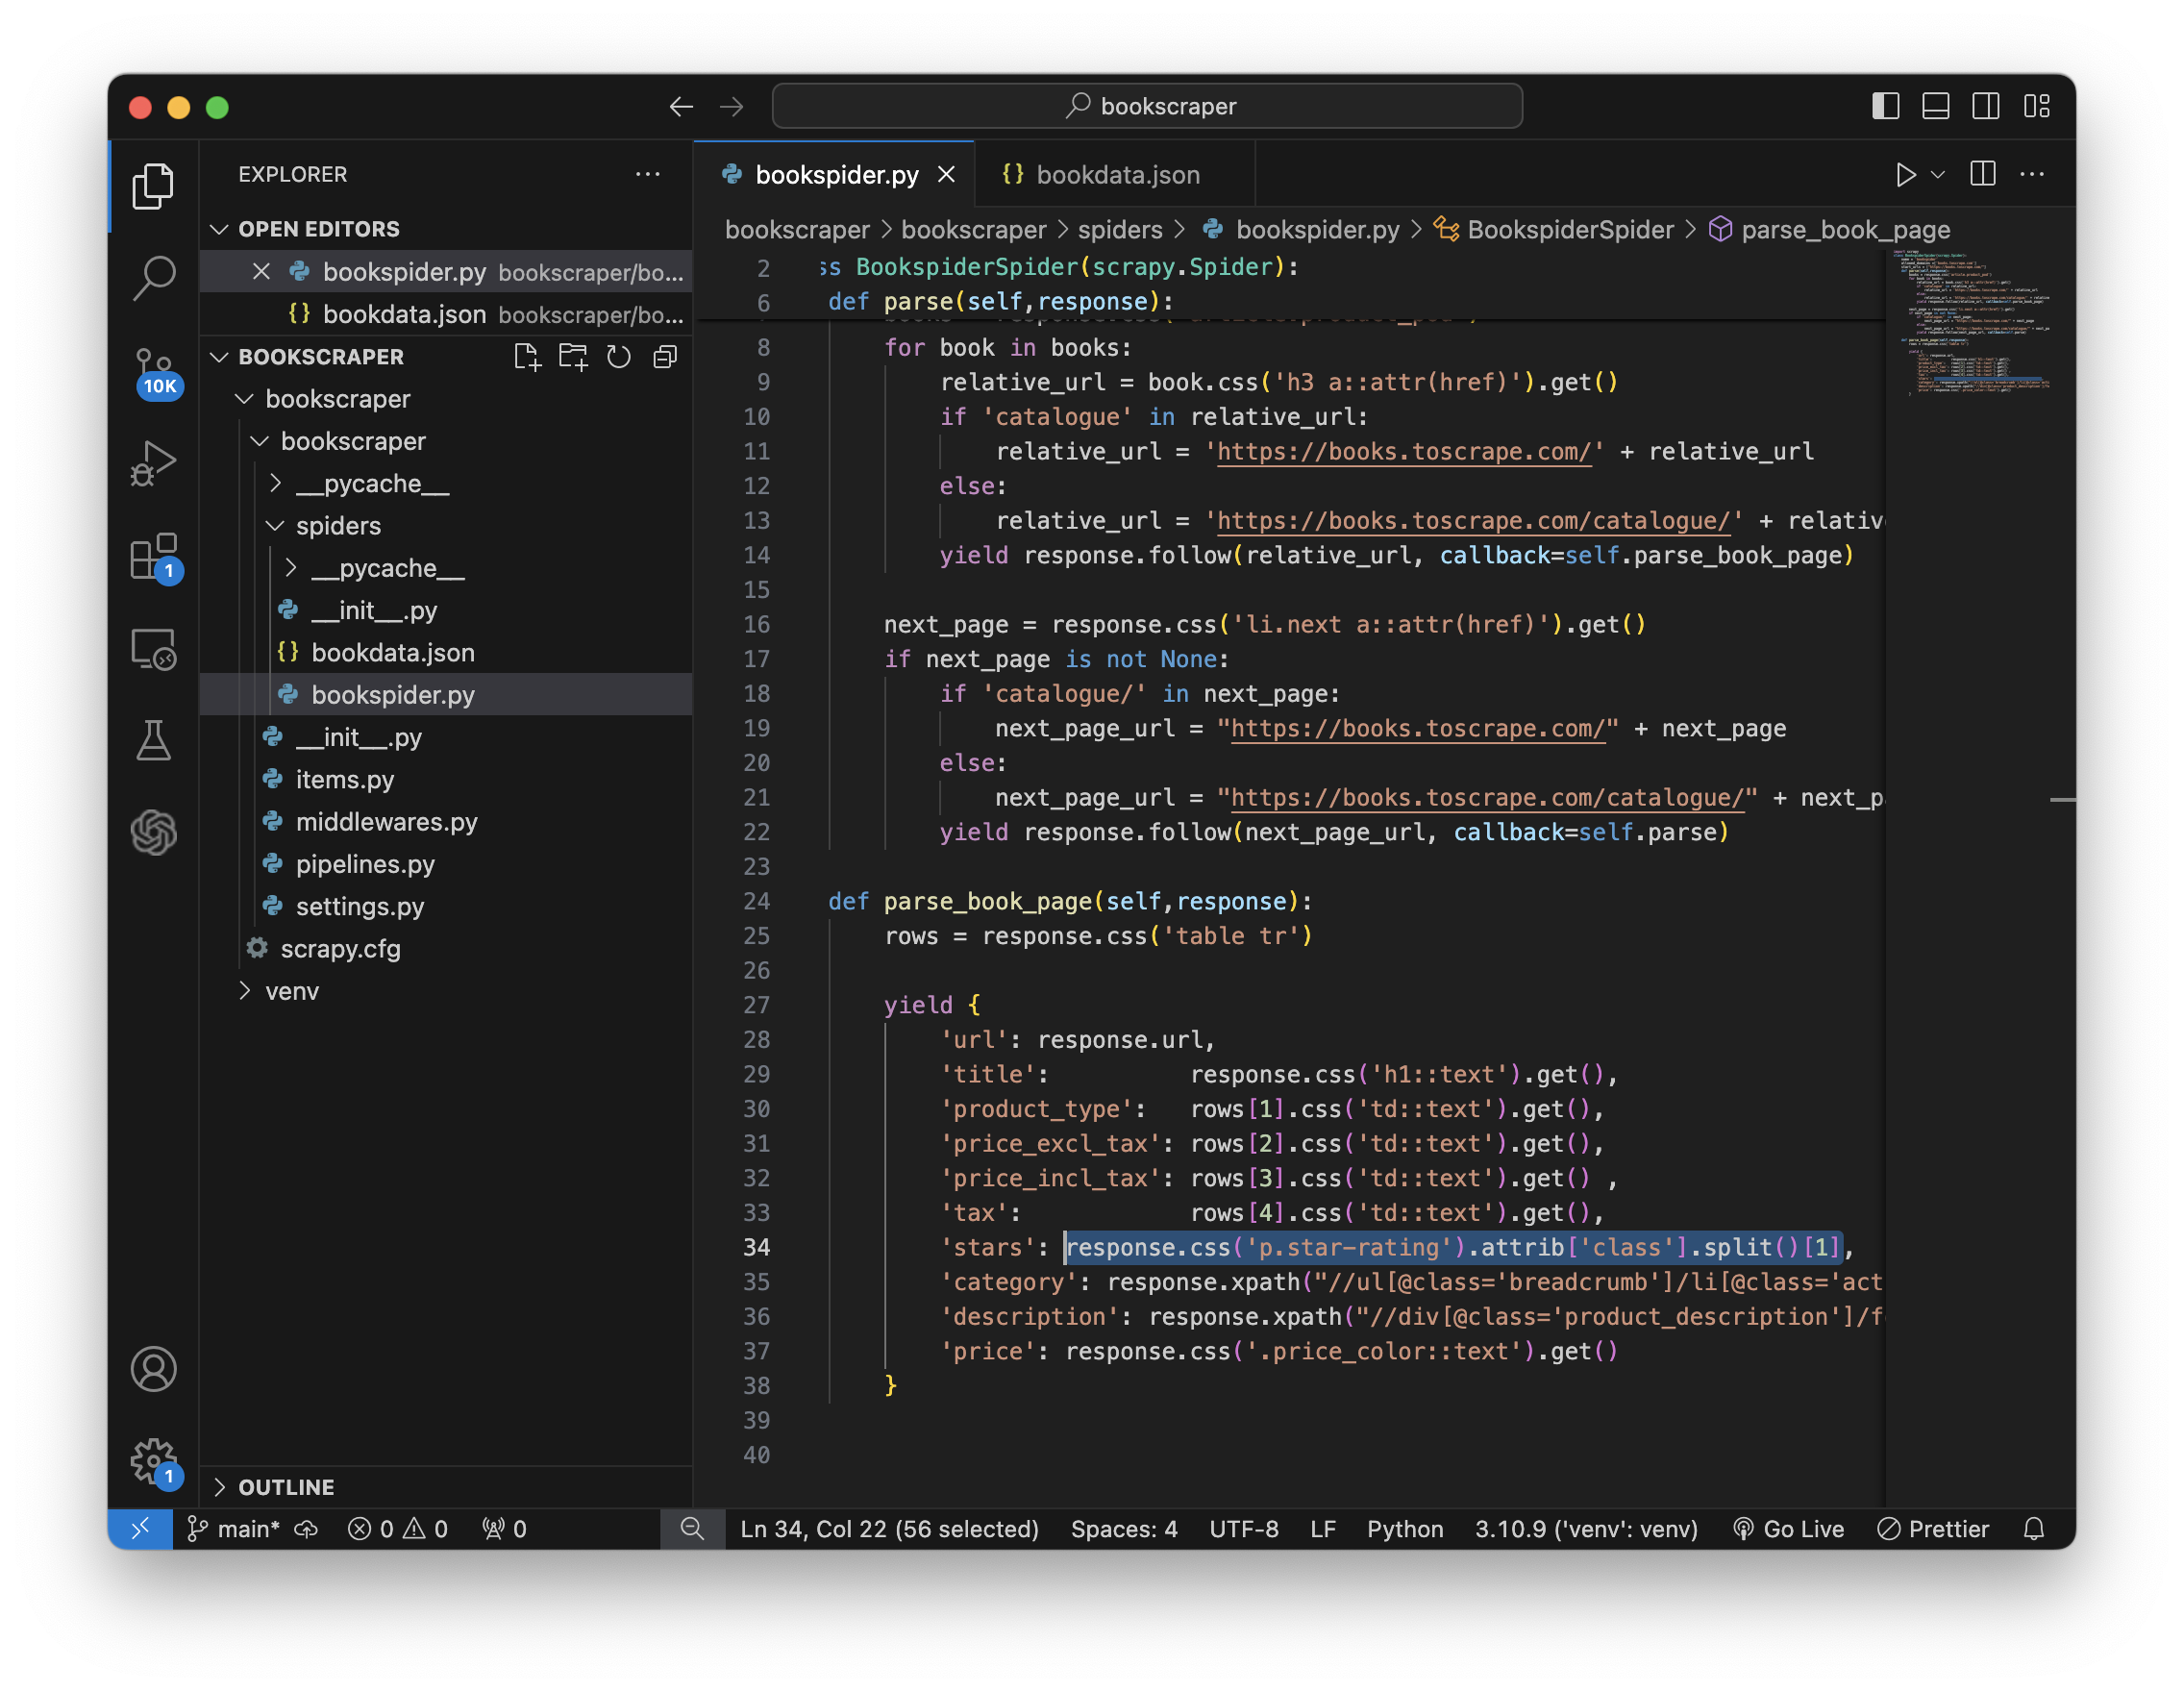 bookscraper
EXPLORER
OPEN EDITORS
bookspider.py bookscraper/bo...
bookdata.json bookscraper/bo...
BOOKSCRAPER
bookscraper
bookscraper
__pycache__
spiders
__pycache__
__init__.py
bookdata.json
bookspider.py
__init__.py
items.py
middlewares.py
pipelines.py
settings.py
scrapy.cfg
venv
OUTLINE
10K
1
1
bookspider.py
bookdata.json
bookscraper > bookscraper > spiders > bookspider.py > BookspiderSpider > parse_book_page
2 ss BookspiderSpider(scrapy.Spider):
6 def parse(self,response):
8 for book in books:
9 relative_url = book.css('h3 a::attr(href)').get()
10 if 'catalogue' in relative_url:
11 relative_url = 'https://books.toscrape.com/' + relative_url
12 else:
13 relative_url = 'https://books.toscrape.com/catalogue/' + relativ
14 yield response.follow(relative_url, callback=self.parse_book_page)
15
16 next_page = response.css('li.next a::attr(href)').get()
17 if next_page is not None:
18 if 'catalogue/' in next_page:
19 next_page_url = "https://books.toscrape.com/" + next_page
20 else:
21 next_page_url = "https://books.toscrape.com/catalogue/" + next_p
22 yield response.follow(next_page_url, callback=self.parse)
23
24 def parse_book_page(self,response):
25 rows = response.css('table tr')
26
27 yield {
28 'url': response.url,
29 'title': response.css('h1::text').get(),
30 'product_type': rows[1].css('td::text').get(),
31 'price_excl_tax': rows[2].css('td::text').get(),
32 'price_incl_tax': rows[3].css('td::text').get() ,
33 'tax': rows[4].css('td::text').get(),
34 'stars': response.css('p.star-rating').attrib['class'].split()[1],
35 'category': response.xpath("//ul[@class='breadcrumb']/li[@class='act
36 'description': response.xpath("//div[@class='product_description']/f
37 'price': response.css('.price_color::text').get()
38 }
39
40
main* 0 0 0 Ln 34, Col 22 (56 selected) Spaces: 4 UTF-8 LF Python 3.10.9 ('venv': venv) Go Live Prettier